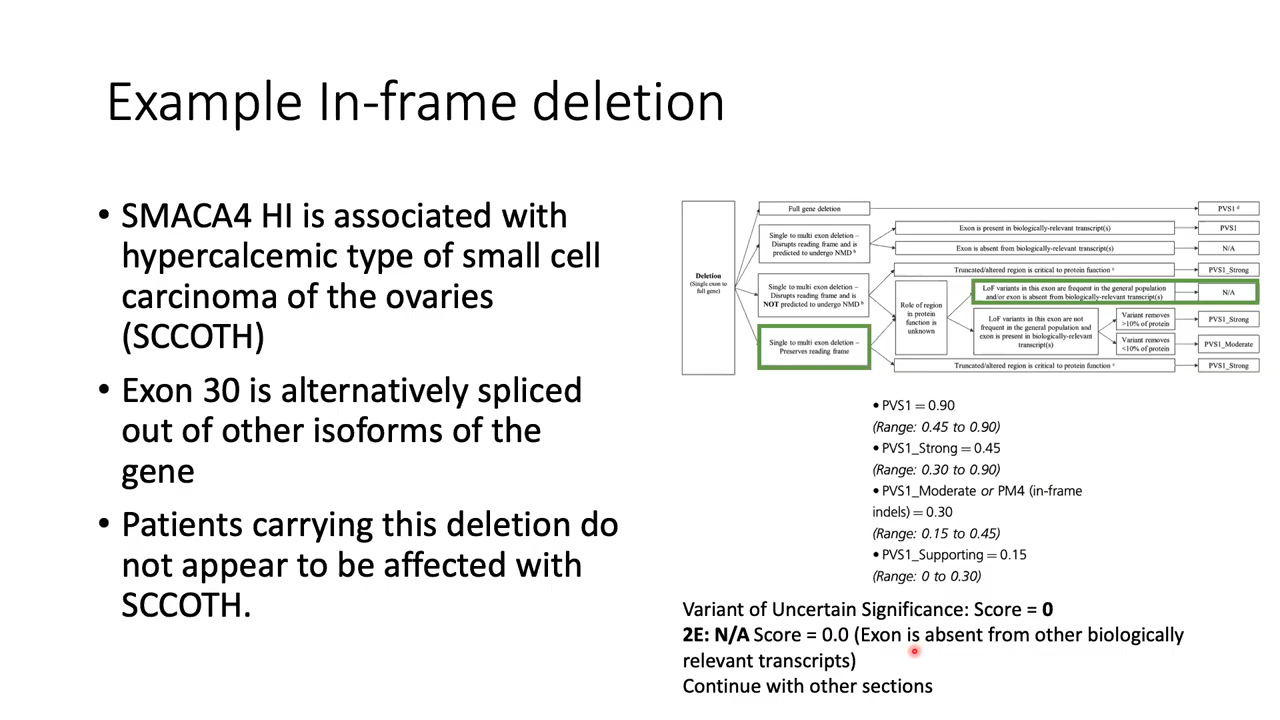 Example In-frame deletion
• SMACA4 HI is associated with
hypercalcemic type of small cell
carcinoma of the ovaries
(SCCOTH)
• Exon 30 is alternatively spliced
out of other isoforms of the
gene
• Patients carrying this deletion do
not appear to be affected with
SCCOTH.
Deletion
(Single exon to
full gene)
Full gene deletion
PVS1 d
Single to multi exon deletion –
Disrupts reading frame and is
predicted to undergo NMD b
Exon is present in biologically-relevant transcript(s)
PVS1
Exon is absent from biologically-relevant transcript(s)
N/A
Single to multi exon deletion –
Disrupts reading frame and is
NOT predicted to undergo NMD b
Truncated/altered region is critical to protein function c
PVS1_Strong
Role of region
in protein
function is
unknown
LoF variants in this exon are frequent in the general population
and/or exon is absent from biologically-relevant transcript(s)
N/A
LoF variants in this exon are not
frequent in the general population and
exon is present in biologically-relevant
transcript(s)
Variant removes
>10% of protein
PVS1_Strong
Variant removes
<10% of protein
PVS1_Moderate
Single to multi exon deletion –
Preserves reading frame
Truncated/altered region is critical to protein function c
PVS1_Strong
• PVS1 = 0.90
(Range: 0.45 to 0.90)
• PVS1_Strong = 0.45
(Range: 0.30 to 0.90)
• PVS1_Moderate or PM4 (in-frame
indels) = 0.30
(Range: 0.15 to 0.45)
• PVS1_Supporting = 0.15
(Range: 0 to 0.30)
Variant of Uncertain Significance: Score = 0
2E: N/A Score = 0.0 (Exon is absent from other biologically
relevant transcripts)
Continue with other sections